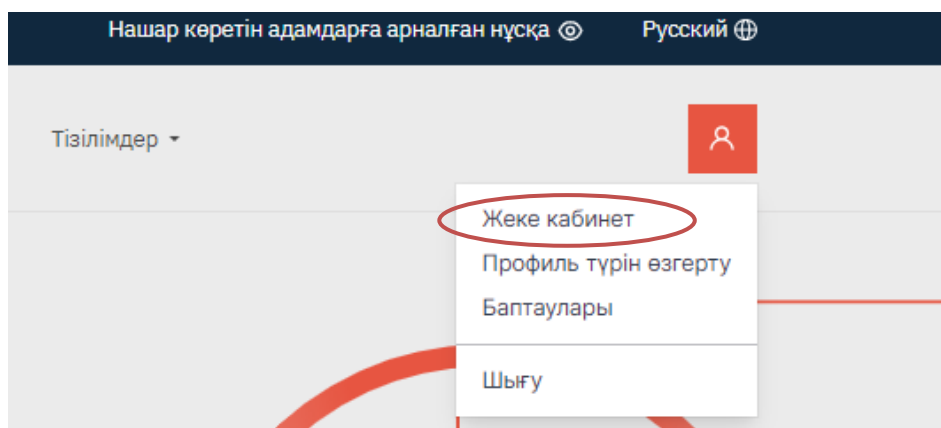 Нашар көретін адамдарға арналған нұсқа Русский
Тізілімдер
Жеке кабинет
Профиль түрін өзгерту
Баптаулары
Шығу